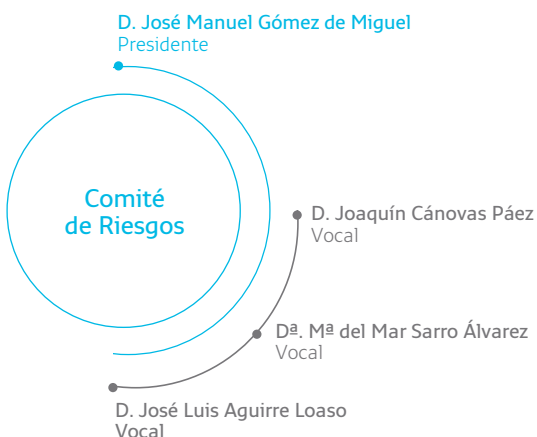 D. José Manuel Gómez de Miguel
Presidente
Comité
de Riesgos
D. Joaquín Cánovas Páez
Vocal
Dª. Mª del Mar Sarro Álvarez
Vocal
D. José Luis Aguirre Loaso
Vocal